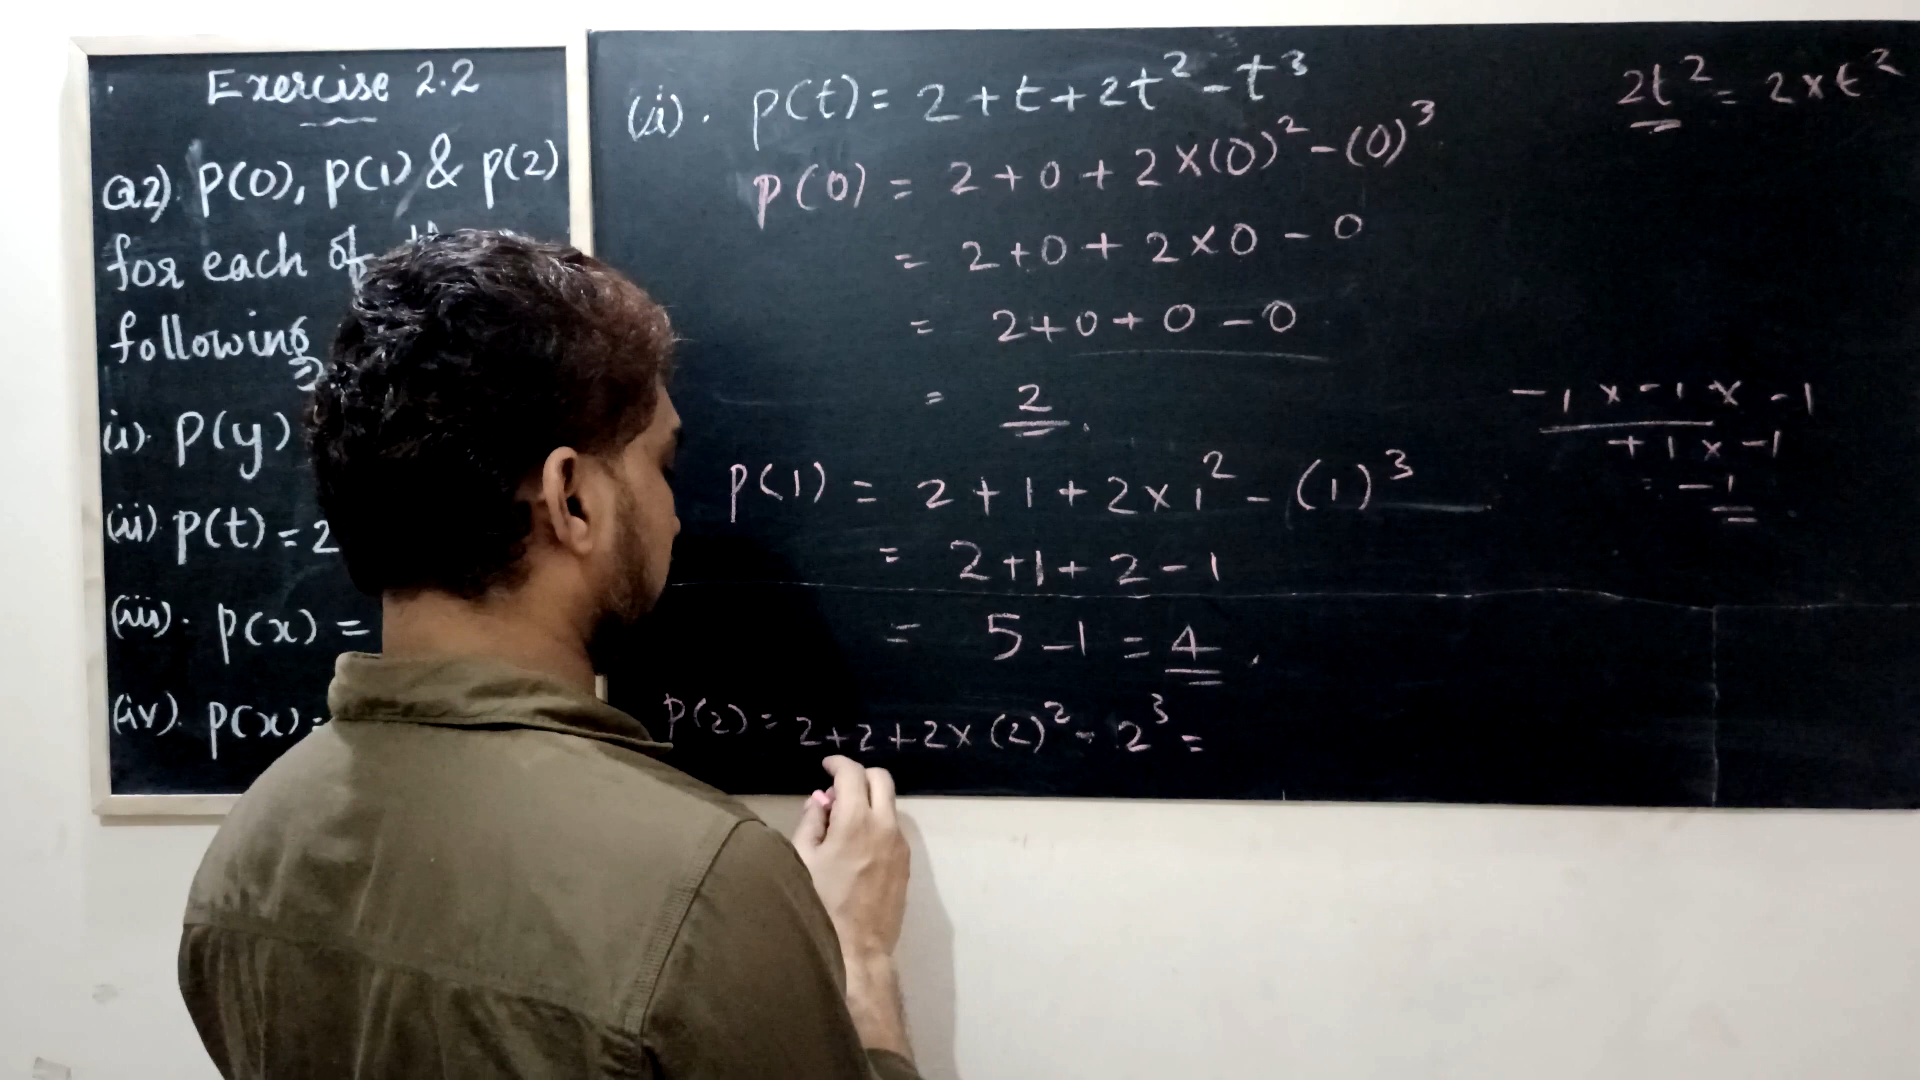 Exercise 2.2
Q2) p(0), p(1) & p(2)
for each of
following
(i). p(y)
(ii) p(t) = 2
(iii). p(x) =
(iv). p(x) =
(ii). p(t) = 2 + t + 2t² - t³
p(0) = 2 + 0 + 2 × (0)² - (0)³
= 2 + 0 + 2 × 0 - 0
= 2 + 0 + 0 - 0
= 2.
p(1) = 2 + 1 + 2 × 1² - (1)³
= 2 + 1 + 2 - 1
= 5 - 1 = 4.
p(2) = 2 + 2 + 2 × (2)² - 2³ =
2t² = 2 × t²
-1 × -1 × -1
+1 × -1
= -1